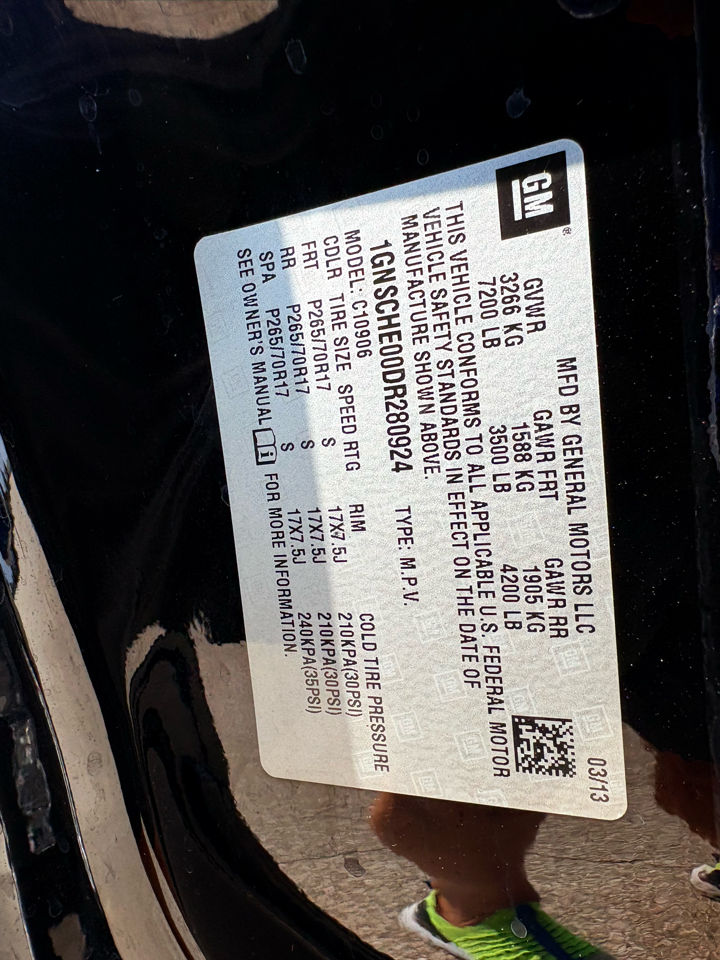 GM®
MFD BY GENERAL MOTORS LLC 03/13
GVWR GAWR FRT GAWR RR
3266 KG 1588 KG 1905 KG
7200 LB 3500 LB 4200 LB
THIS VEHICLE CONFORMS TO ALL APPLICABLE U.S. FEDERAL MOTOR
VEHICLE SAFETY STANDARDS IN EFFECT ON THE DATE OF
MANUFACTURE SHOWN ABOVE.
1GNSCHE00DR280924 TYPE: M.P.V.
MODEL: C10906 COLD TIRE PRESSURE
CDLR TIRE SIZE SPEED RTG RIM
FRT P265/70R17 S 17X7.5J 210KPA(30PSI)
RR P265/70R17 S 17X7.5J 210KPA(30PSI)
SPA P265/70R17 S 17X7.5J 240KPA(35PSI)
SEE OWNER'S MANUAL i FOR MORE INFORMATION.